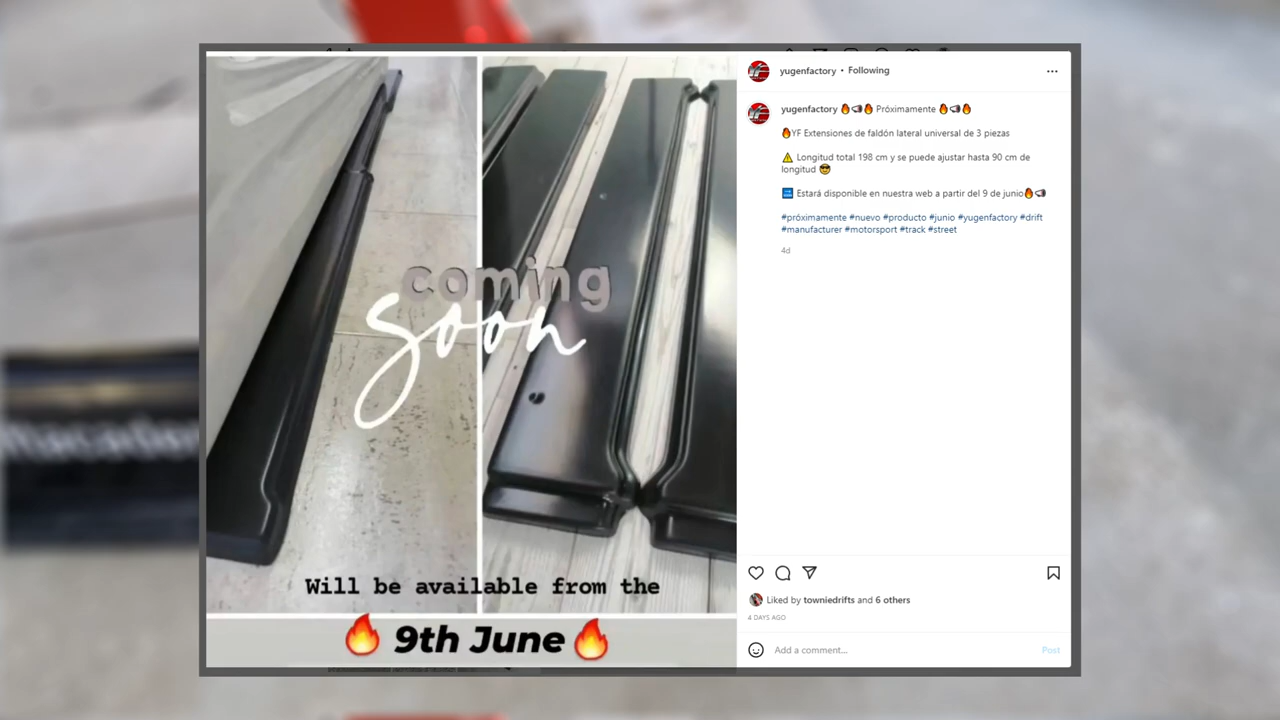 coming
soon
Will be available from the
🔥 9th June 🔥
yugenfactory • Following
yugenfactory 🔥📢🔥 Próximamente 🔥📢🔥
🔥YF Extensiones de faldón lateral universal de 3 piezas
⚠️ Longitud total 198 cm y se puede ajustar hasta 90 cm de
longitud 😎
Estará disponible en nuestra web a partir del 9 de junio🔥📢
#próximamente #nuevo #producto #junio #yugenfactory #drift
#manufacturer #motorsport #track #street
4d
Liked by towniedrifts and 6 others
4 DAYS AGO
Add a comment...
Post